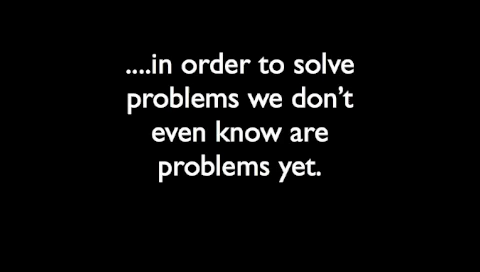 ....in order to solve
problems we don't
even know are
problems yet.